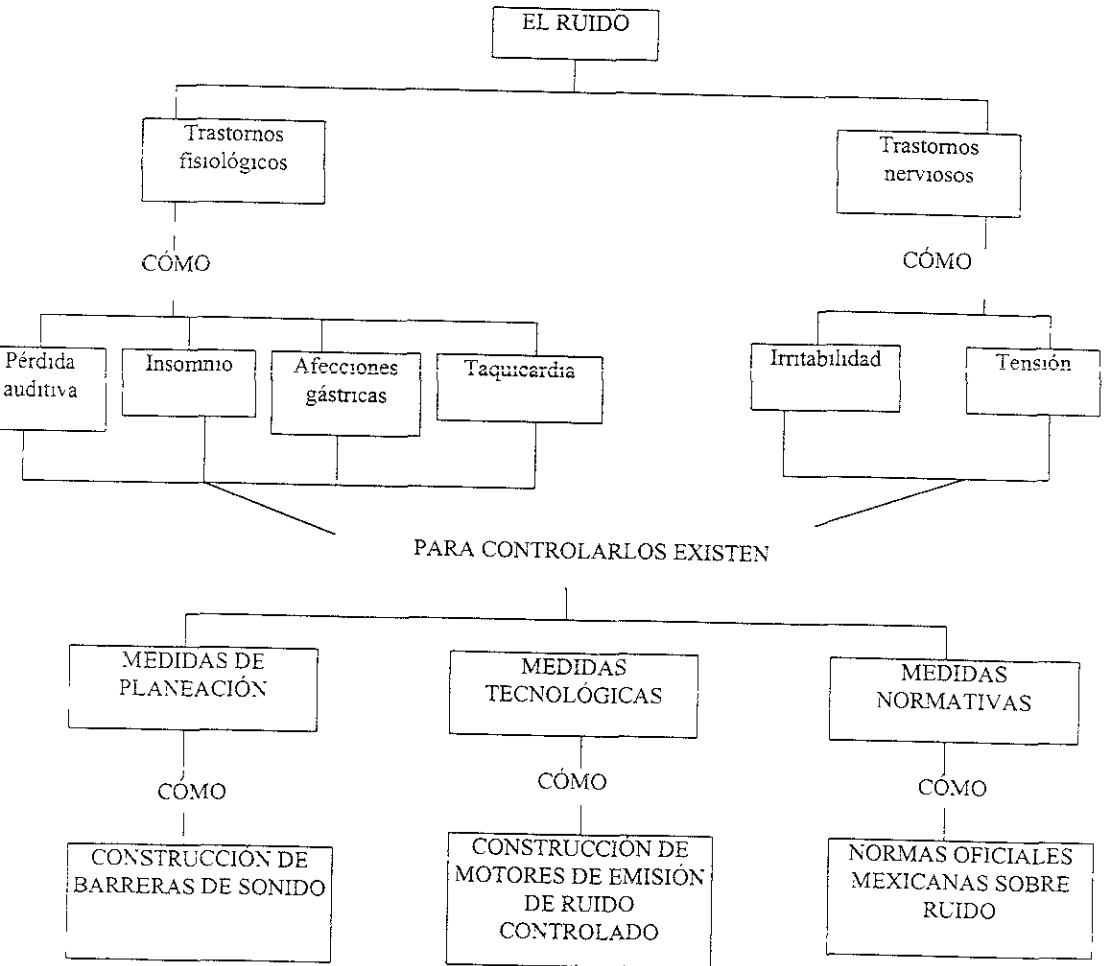 EL RUIDO
Trastornos
fisiológicos
Trastornos
nerviosos
CÓMO
CÓMO
Pérdida
auditiva
Insomnio
Afecciones
gástricas
Taquicardia
Irritabilidad
Tensión
PARA CONTROLARLOS EXISTEN
MEDIDAS DE
PLANEACIÓN
MEDIDAS
TECNOLÓGICAS
MEDIDAS
NORMATIVAS
CÓMO
CÓMO
CÓMO
CONSTRUCCIÓN DE
BARRERAS DE SONIDO
CONSTRUCCIÓN DE
MOTORES DE EMISIÓN
DE RUIDO
CONTROLADO
NORMAS OFICIALES
MEXICANAS SOBRE
RUIDO